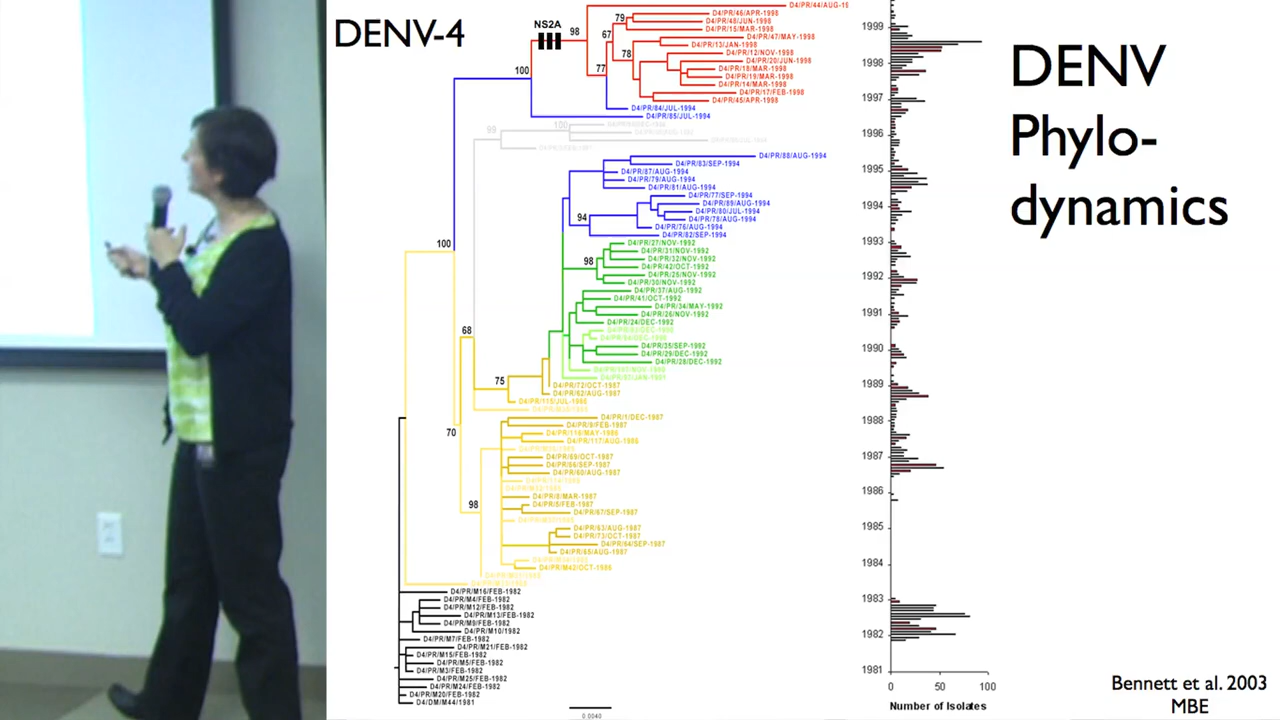 DENV-4
NS2A
98
100
79
67
78
77
D4/PR/44/AUG-19
D4/PR/46/APR-1998
D4/PR/48/JUN-1998
D4/PR/15/MAR-1998
D4/PR/47/MAY-1998
D4/PR/13/JAN-1998
D4/PR/12/NOV-1998
D4/PR/20/JUN-1998
D4/PR/18/MAR-1998
D4/PR/19/MAR-1998
D4/PR/14/MAR-1998
D4/PR/17/FEB-1998
D4/PR/45/APR-1998
D4/PR/84/JUL-1994
D4/PR/85/JUL-1994
99
100
D4/PR/88/AUG-1994
D4/PR/83/SEP-1994
D4/PR/87/AUG-1994
D4/PR/79/AUG-1994
D4/PR/81/AUG-1994
D4/PR/77/SEP-1994
D4/PR/89/AUG-1994
D4/PR/80/JUL-1994
D4/PR/78/AUG-1994
D4/PR/76/AUG-1994
D4/PR/82/SEP-1994
94
100
98
D4/PR/27/NOV-1992
D4/PR/31/NOV-1992
D4/PR/32/NOV-1992
D4/PR/42/OCT-1992
D4/PR/25/NOV-1992
D4/PR/30/NOV-1992
D4/PR/37/AUG-1992
D4/PR/41/OCT-1992
D4/PR/34/MAY-1992
D4/PR/26/NOV-1992
D4/PR/24/DEC-1992
D4/PR/35/SEP-1992
D4/PR/29/DEC-1992
D4/PR/28/DEC-1992
68
75
D4/PR/72/OCT-1987
D4/PR/62/AUG-1987
D4/PR/115/JUL-1986
70
D4/PR/1/DEC-1987
D4/PR/9/FEB-1987
D4/PR/116/MAY-1986
D4/PR/117/AUG-1986
D4/PR/59/OCT-1987
D4/PR/66/SEP-1987
D4/PR/60/AUG-1987
98
D4/PR/8/MAR-1987
D4/PR/5/FEB-1987
D4/PR/67/SEP-1987
D4/PR/63/AUG-1987
D4/PR/73/OCT-1987
D4/PR/64/SEP-1987
D4/PR/65/AUG-1987
D4/PR/M42/OCT-1986
D4/PR/M16/FEB-1982
D4/PR/M4/FEB-1982
D4/PR/M12/FEB-1982
D4/PR/M13/FEB-1982
D4/PR/M9/FEB-1982
D4/PR/M10/1982
D4/PR/M7/FEB-1982
D4/PR/M21/FEB-1982
D4/PR/M15/FEB-1982
D4/PR/M5/FEB-1982
D4/PR/M3/FEB-1982
D4/PR/M25/FEB-1982
D4/PR/M24/FEB-1982
D4/PR/M20/FEB-1982
D4/DM/M44/1981
0.0040
1999
1998
1997
1996
1995
1994
1993
1992
1991
1990
1989
1988
1987
1986
1985
1984
1983
1982
1981
0 50 100
Number of Isolates
DENV
Phylo-
dynamics
Bennett et al. 2003
MBE